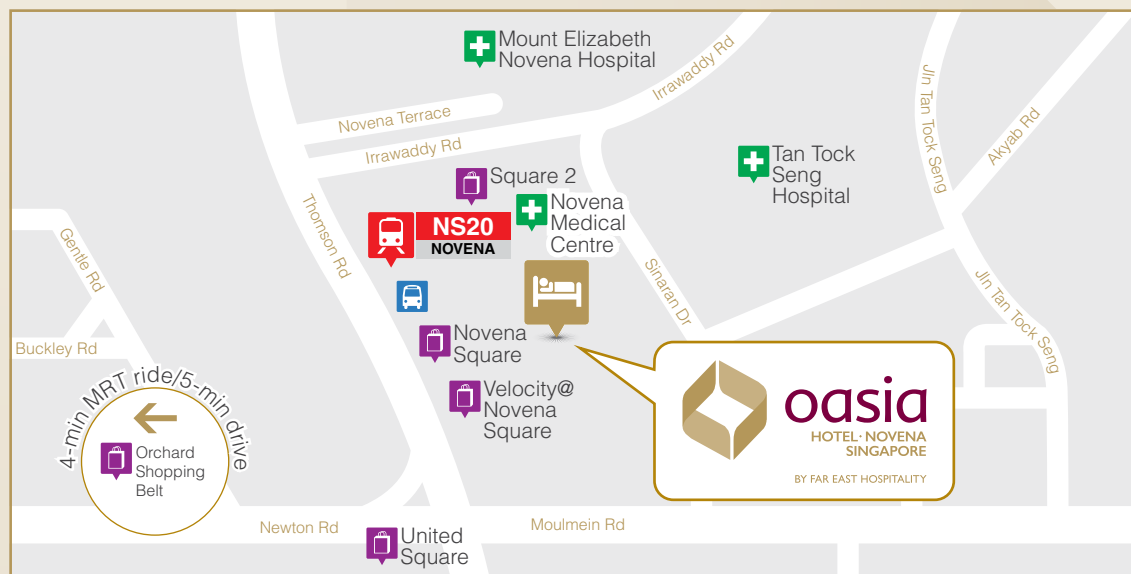 Mount Elizabeth
Novena Hospital
Irrawaddy Rd
Jln Tan Tock Seng
Akyab Rd
Novena Terrace
Irrawaddy Rd
Tan Tock
Seng
Hospital
Square 2
Novena
Medical
Centre
NS20
NOVENA
Thomson Rd
Gentle Rd
Sinaran Dr
Jln Tan Tock Seng
Buckley Rd
Novena
Square
Velocity@
Novena
Square
4-min MRT ride/5-min drive
Orchard
Shopping
Belt
oasia
HOTEL·NOVENA
SINGAPORE
BY FAR EAST HOSPITALITY
Newton Rd
Moulmein Rd
United
Square